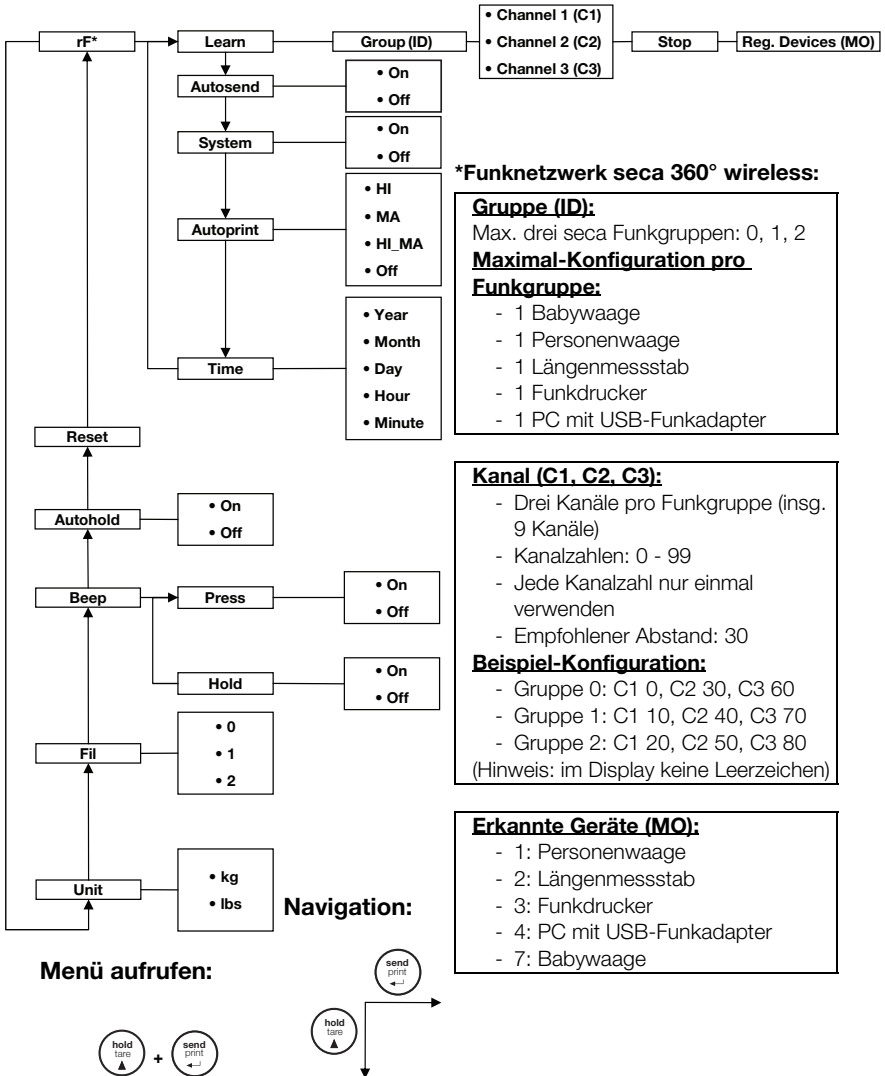 rF*
Learn
Group (ID)
• Channel 1 (C1)
• Channel 2 (C2)
• Channel 3 (C3)
Stop
Reg. Devices (MO)
Autosend
• On
• Off
System
• On
• Off
Autoprint
• HI
• MA
• HI_MA
• Off
Time
• Year
• Month
• Day
• Hour
• Minute
Reset
Autohold
• On
• Off
Beep
Press
• On
• Off
Hold
• On
• Off
Fil
• 0
• 1
• 2
Unit
• kg
• lbs
*Funknetzwerk seca 360° wireless:
Gruppe (ID):
Max. drei seca Funkgruppen: 0, 1, 2
Maximal-Konfiguration pro
Funkgruppe:
- 1 Babywaage
- 1 Personenwaage
- 1 Längenmessstab
- 1 Funkdrucker
- 1 PC mit USB-Funkadapter
Kanal (C1, C2, C3):
- Drei Kanäle pro Funkgruppe (insg.
9 Kanäle)
- Kanalzahlen: 0 - 99
- Jede Kanalzahl nur einmal
verwenden
- Empfohlener Abstand: 30
Beispiel-Konfiguration:
- Gruppe 0: C1 0, C2 30, C3 60
- Gruppe 1: C1 10, C2 40, C3 70
- Gruppe 2: C1 20, C2 50, C3 80
(Hinweis: im Display keine Leerzeichen)
Erkannte Geräte (MO):
- 1: Personenwaage
- 2: Längenmessstab
- 3: Funkdrucker
- 4: PC mit USB-Funkadapter
- 7: Babywaage
Navigation:
send
print
hold
tare
Menü aufrufen:
hold
tare
+
send
print